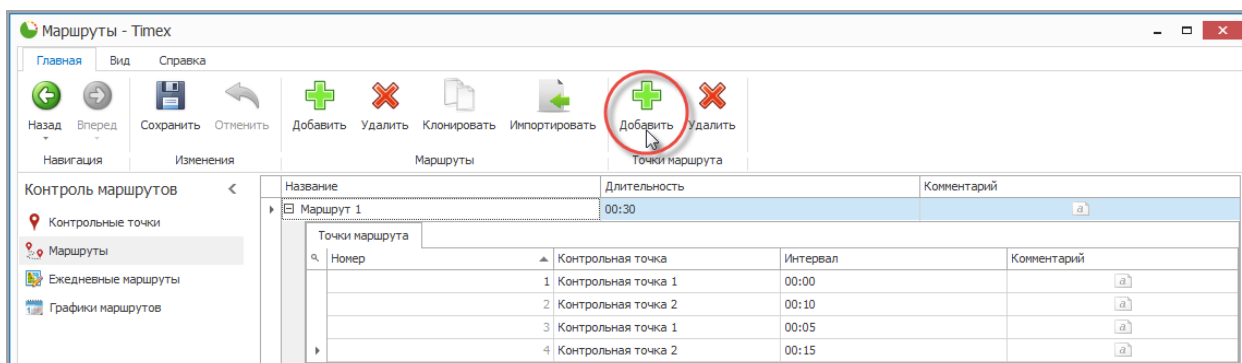 Маршруты - Timex
Главная Вид Справка
Назад Вперед Сохранить Отменить Добавить Удалить Клонировать Импортировать Добавить Удалить
Навигация Изменения Маршруты Точки маршрута
Контроль маршрутов
Контрольные точки
Маршруты
Ежедневные маршруты
Графики маршрутов
Название Длительность Комментарий
Маршрут 1 00:30 a
Точки маршрута
Номер Контрольная точка Интервал Комментарий
1 Контрольная точка 1 00:00 a
2 Контрольная точка 2 00:10 a
3 Контрольная точка 1 00:05 a
4 Контрольная точка 2 00:15 a